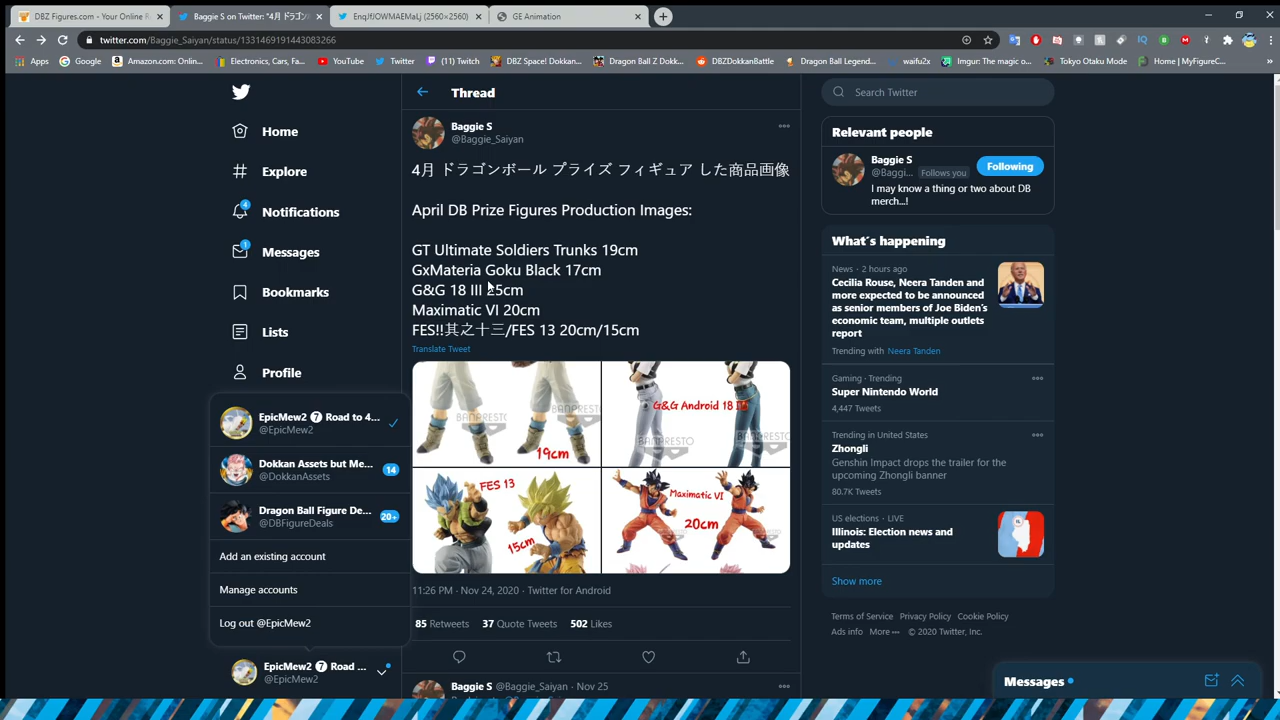 DBZ Figures.com - Your Online R
Baggie S on Twitter: "4月 ドラゴンボ
EnqJfJOWMAEMaLj (2560×2560)
GE Animation
twitter.com/Baggie_Saiyan/status/1331469191443083266
Apps
Google
Amazon.com: Onlin...
Electronics, Cars, Fa...
YouTube
Twitter
(11) Twitch
DBZ Space! Dokkan...
Dragon Ball Z Dokk...
DBZDokkanBattle
Dragon Ball Legend...
waifu2x
Imgur: The magic o...
Tokyo Otaku Mode
Home | MyFigureC...
Home
Explore
4
Notifications
1
Messages
Bookmarks
Lists
Profile
EpicMew2 7 Road to 4...
@EpicMew2
Dokkan Assets but Me...
@DokkanAssets
14
Dragon Ball Figure De...
@DBFigureDeals
20+
Add an existing account
Manage accounts
Log out @EpicMew2
EpicMew2 7 Road ...
@EpicMew2
Thread
Baggie S
@Baggie_Saiyan
4月 ドラゴンボール プライズ フィギュア した商品画像
April DB Prize Figures Production Images:
GT Ultimate Soldiers Trunks 19cm
GxMateria Goku Black 17cm
G&G 18 III 25cm
Maximatic VI 20cm
FES!!其之十三/FES 13 20cm/15cm
Translate Tweet
BANPRESTO
BANPRESTO
19cm
G&G Android 18 III
BANPRESTO
BANPRESTO
FES 13
15cm
Maximatic VI
20cm
11:26 PM · Nov 24, 2020 · Twitter for Android
85 Retweets 37 Quote Tweets 502 Likes
Baggie S @Baggie_Saiyan · Nov 25
Search Twitter
Relevant people
Baggie S
@Baggi... Follows you
Following
I may know a thing or two about DB
merch...!
What's happening
News · 2 hours ago
Cecilia Rouse, Neera Tanden and
more expected to be announced
as senior members of Joe Biden's
economic team, multiple outlets
report
Trending with Neera Tanden
Gaming · Trending
Super Nintendo World
4,447 Tweets
Trending in United States
Zhongli
Genshin Impact drops the trailer for the
upcoming Zhongli banner
80.7K Tweets
US elections · LIVE
Illinois: Election news and
updates
Show more
Terms of Service Privacy Policy Cookie Policy
Ads info More © 2020 Twitter, Inc.
Messages